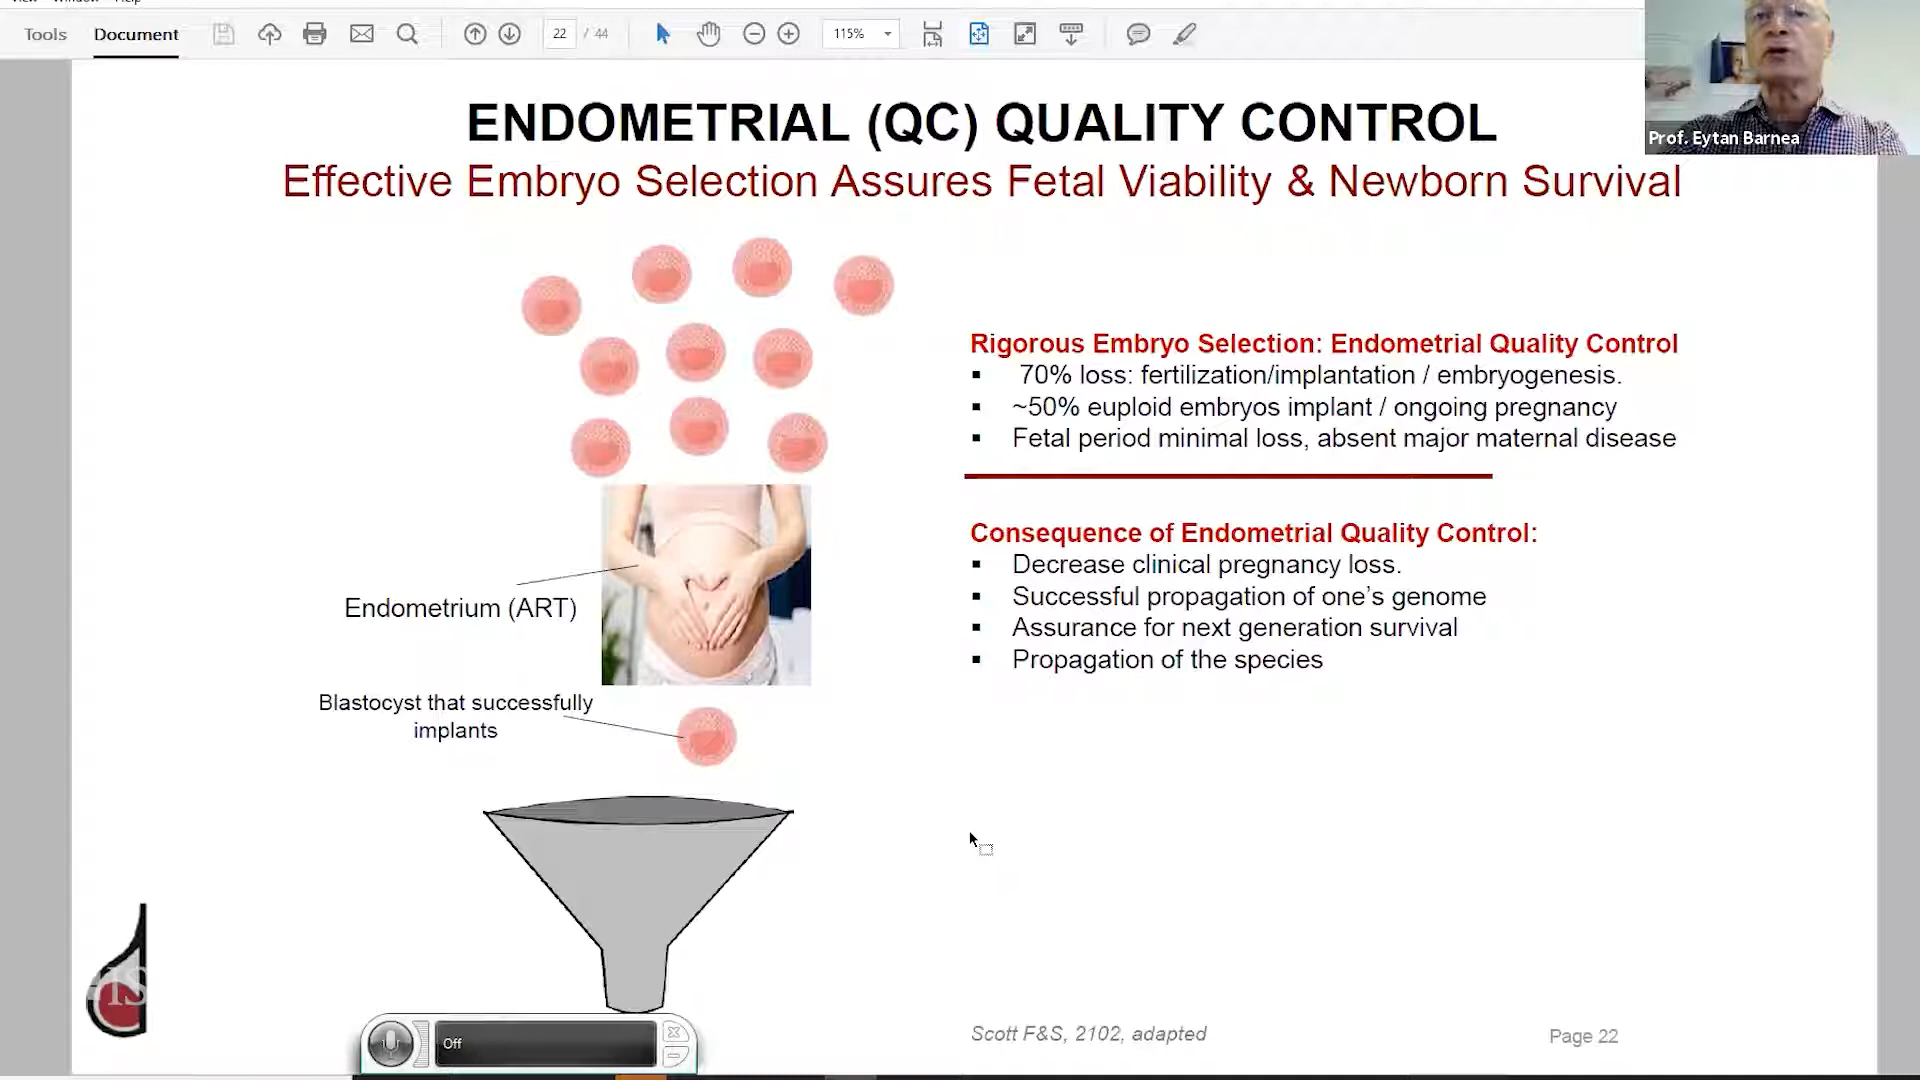 View Window Help
Tools Document 22 / 44 115%
Prof. Eytan Barnea
ENDOMETRIAL (QC) QUALITY CONTROL
Effective Embryo Selection Assures Fetal Viability & Newborn Survival
Rigorous Embryo Selection: Endometrial Quality Control
▪ 70% loss: fertilization/implantation / embryogenesis.
▪ ~50% euploid embryos implant / ongoing pregnancy
▪ Fetal period minimal loss, absent major maternal disease
Consequence of Endometrial Quality Control:
▪ Decrease clinical pregnancy loss.
▪ Successful propagation of one’s genome
▪ Assurance for next generation survival
▪ Propagation of the species
Endometrium (ART)
Blastocyst that successfully
implants
Off
Scott F&S, 2102, adapted
Page 22